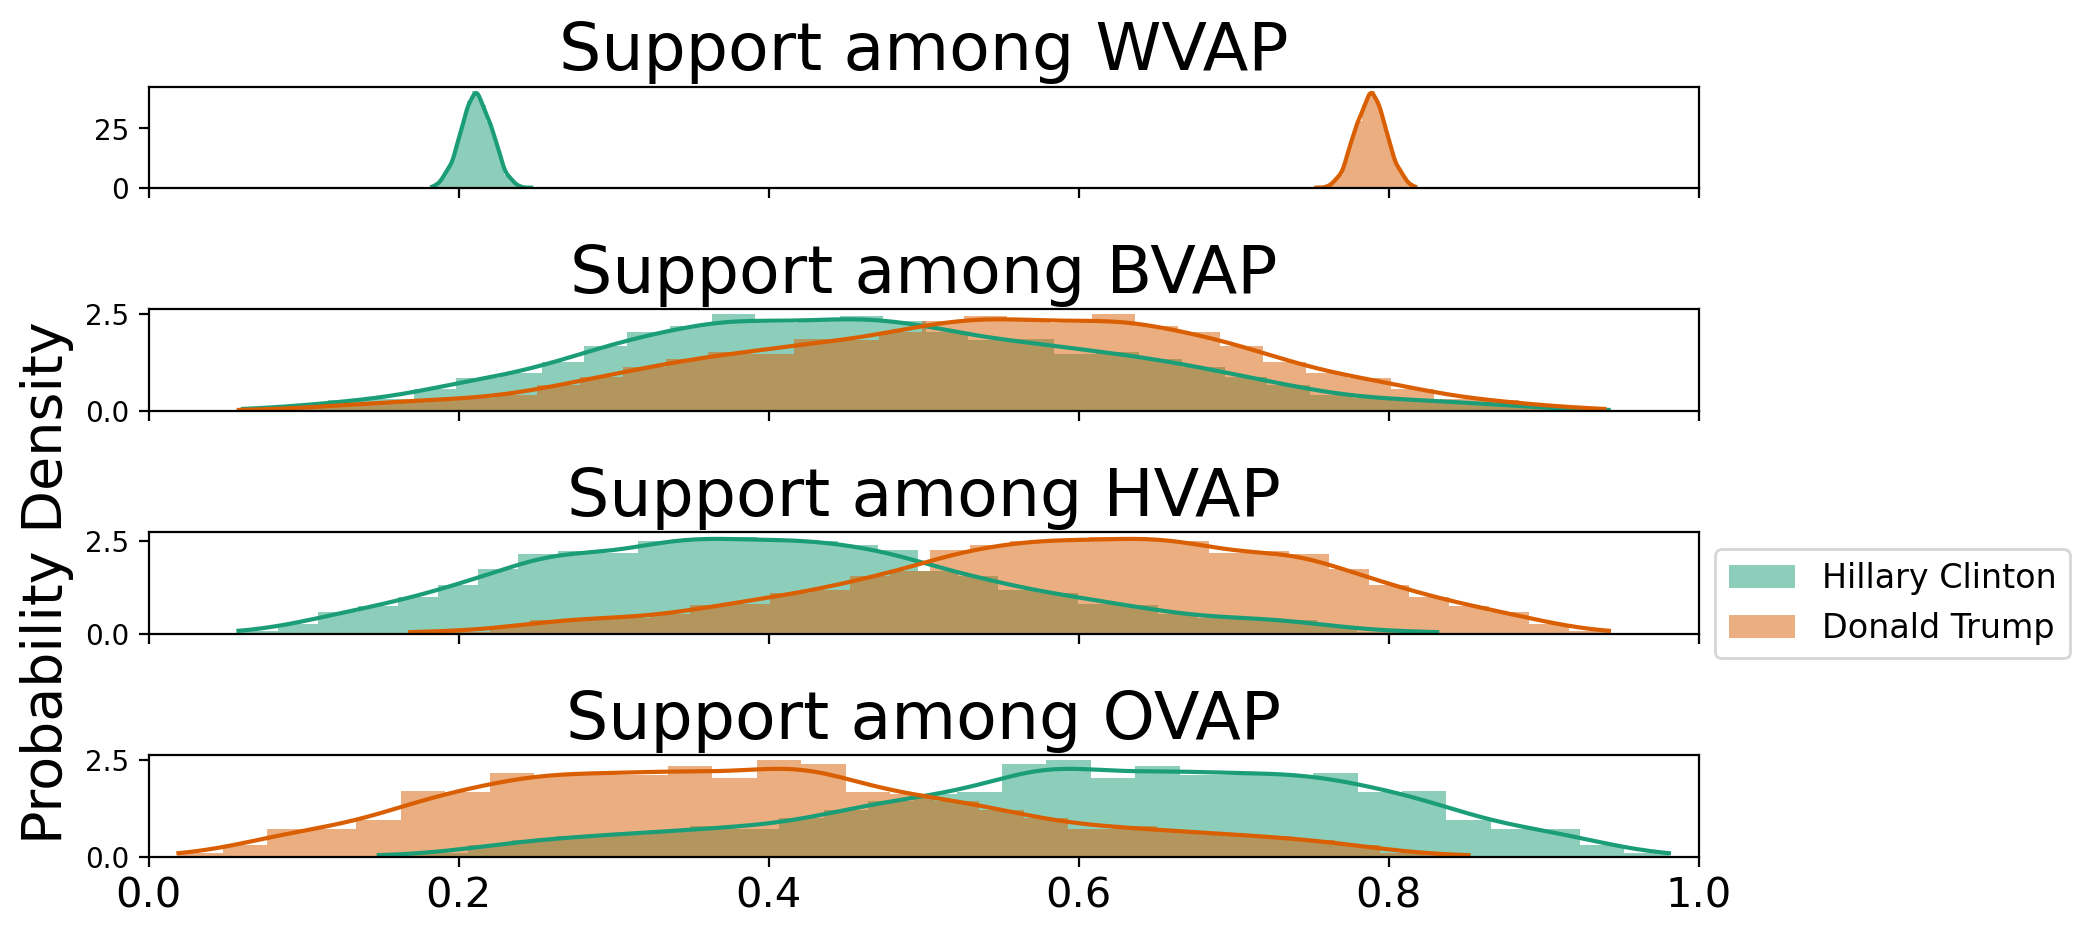 Support among WVAP
25
0
Support among BVAP
2.5
0.0
Support among HVAP
2.5
0.0
Support among OVAP
2.5
0.0
0.0 0.2 0.4 0.6 0.8 1.0
Probability Density
Hillary Clinton
Donald Trump